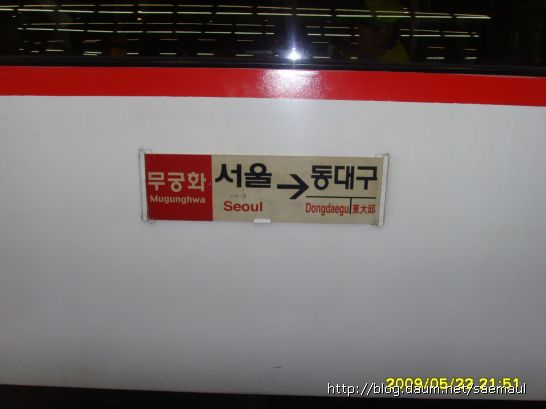 무궁화
Mugunghwa
서울 → 동대구
Seoul
Dongdaegu 東大邱
2009/05/22 21:51
http://blog.daum.net/saemaul